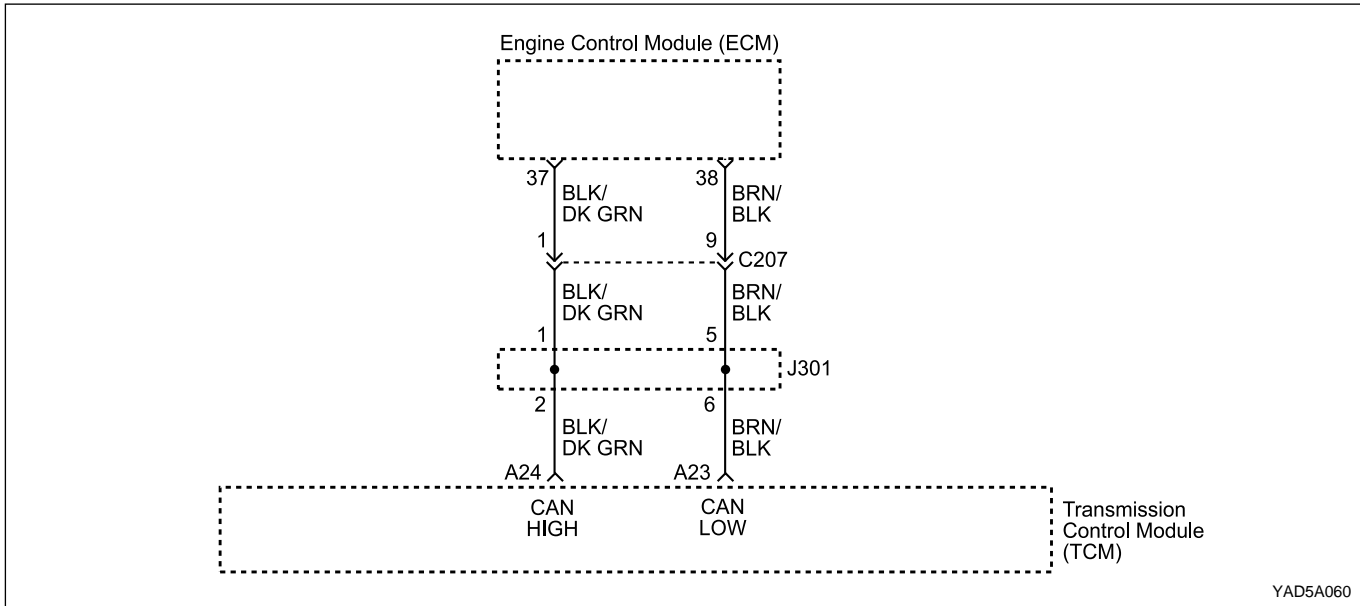 Engine Control Module (ECM)
37
38
BLK/
DK GRN
BRN/
BLK
1
9
C207
BLK/
DK GRN
BRN/
BLK
1
5
J301
2
6
BLK/
DK GRN
BRN/
BLK
A24
A23
CAN
HIGH
CAN
LOW
Transmission
Control Module
(TCM)
YAD5A060